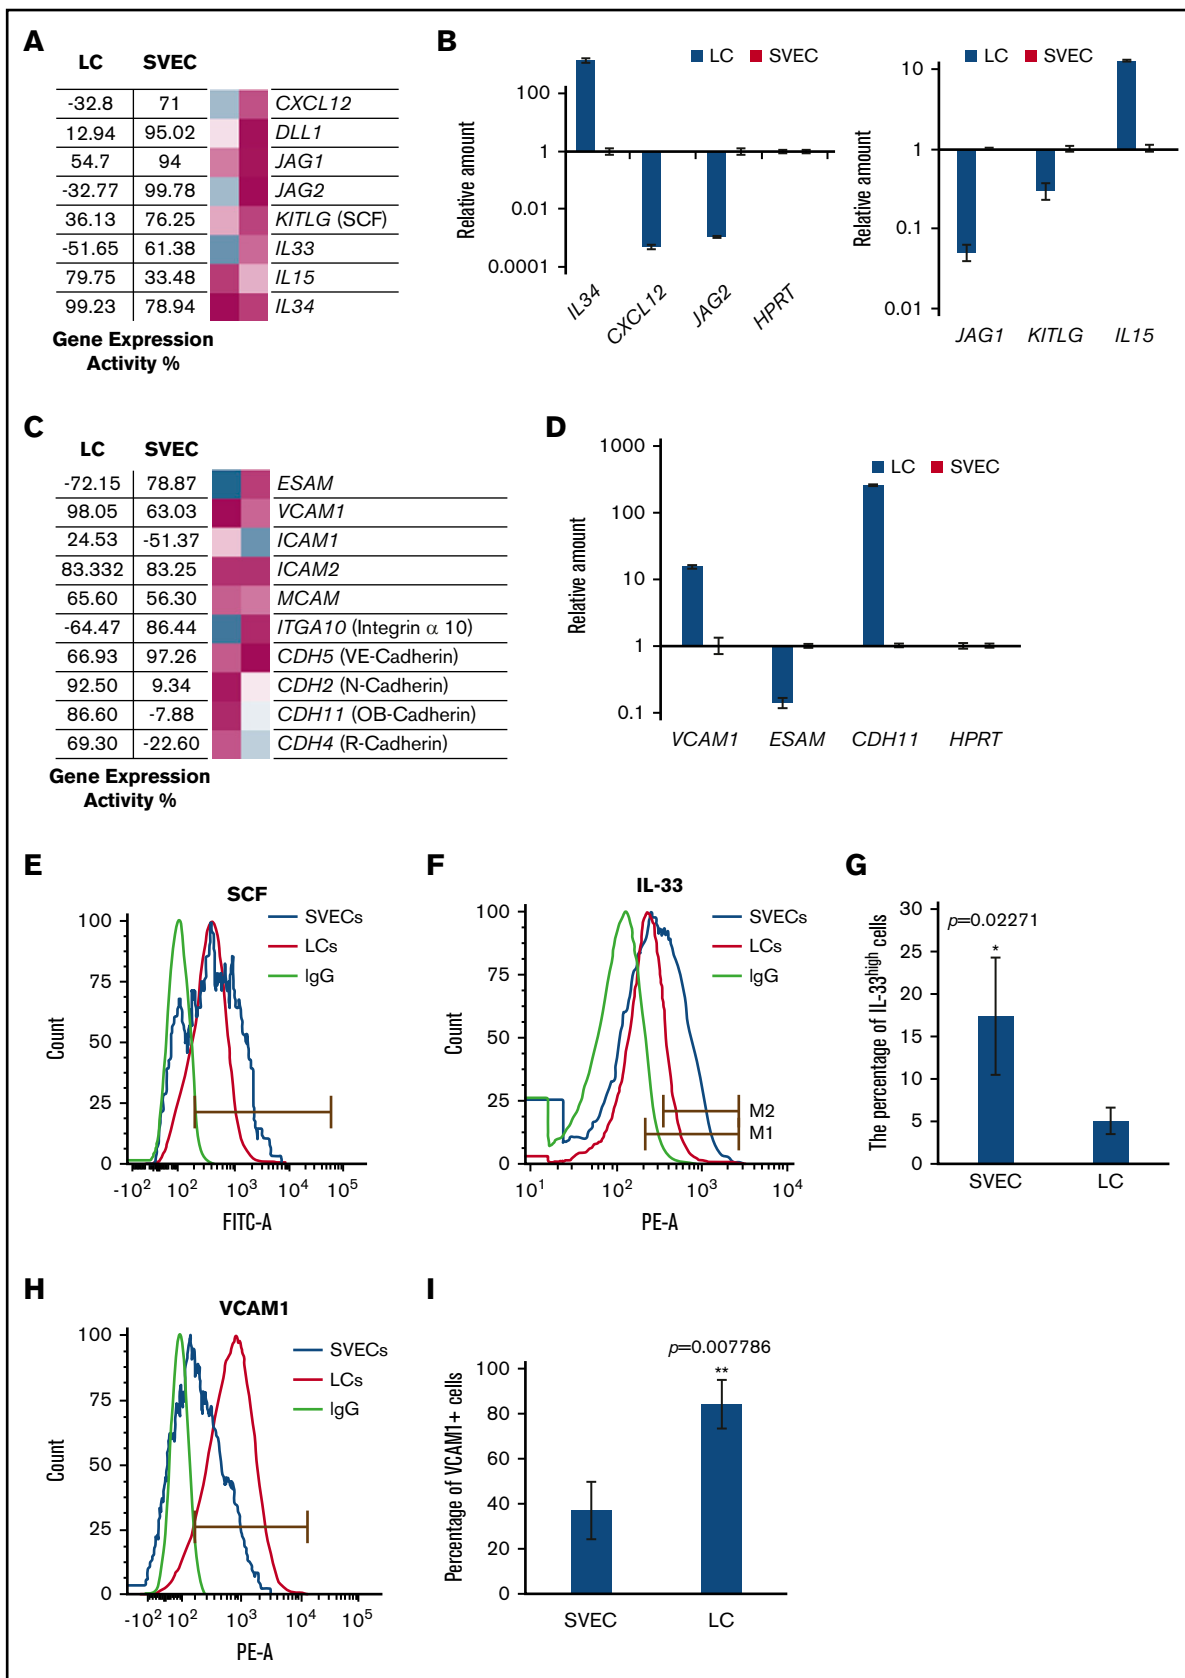 A
LC SVEC
-32.8 71 CXCL12
12.94 95.02 DLL1
54.7 94 JAG1
-32.77 99.78 JAG2
36.13 76.25 KITLG (SCF)
-51.65 61.38 IL33
79.75 33.48 IL15
99.23 78.94 IL34
Gene Expression
Activity %
B
LC SVEC
Relative amount
100
1
0.01
0.0001
IL34 CXCL12 JAG2 HPRT
LC SVEC
Relative amount
10
1
0.1
0.01
JAG1 KITLG IL15
C
LC SVEC
-72.15 78.87 ESAM
98.05 63.03 VCAM1
24.53 -51.37 ICAM1
83.332 83.25 ICAM2
65.60 56.30 MCAM
-64.47 86.44 ITGA10 (Integrin α 10)
66.93 97.26 CDH5 (VE-Cadherin)
92.50 9.34 CDH2 (N-Cadherin)
86.60 -7.88 CDH11 (OB-Cadherin)
69.30 -22.60 CDH4 (R-Cadherin)
Gene Expression
Activity %
D
LC SVEC
Relative amount
1000
100
10
1
0.1
VCAM1 ESAM CDH11 HPRT
E
SCF
SVECs
LCs
IgG
Count
100
75
50
25
0
-10² 10² 10³ 10⁴ 10⁵
FITC-A
F
IL-33
SVECs
LCs
IgG
Count
100
75
50
25
0
M2
M1
10¹ 10² 10³ 10⁴
PE-A
G
The percentage of IL-33ʰⁱᵍʰ cells
30
25
20
15
10
5
0
p=0.02271
*
SVEC LC
H
VCAM1
SVECs
LCs
IgG
Count
100
75
50
25
0
-10² 10² 10³ 10⁴ 10⁵
PE-A
I
Percentage of VCAM1+ cells
100
80
60
40
20
0
p=0.007786
**
SVEC LC